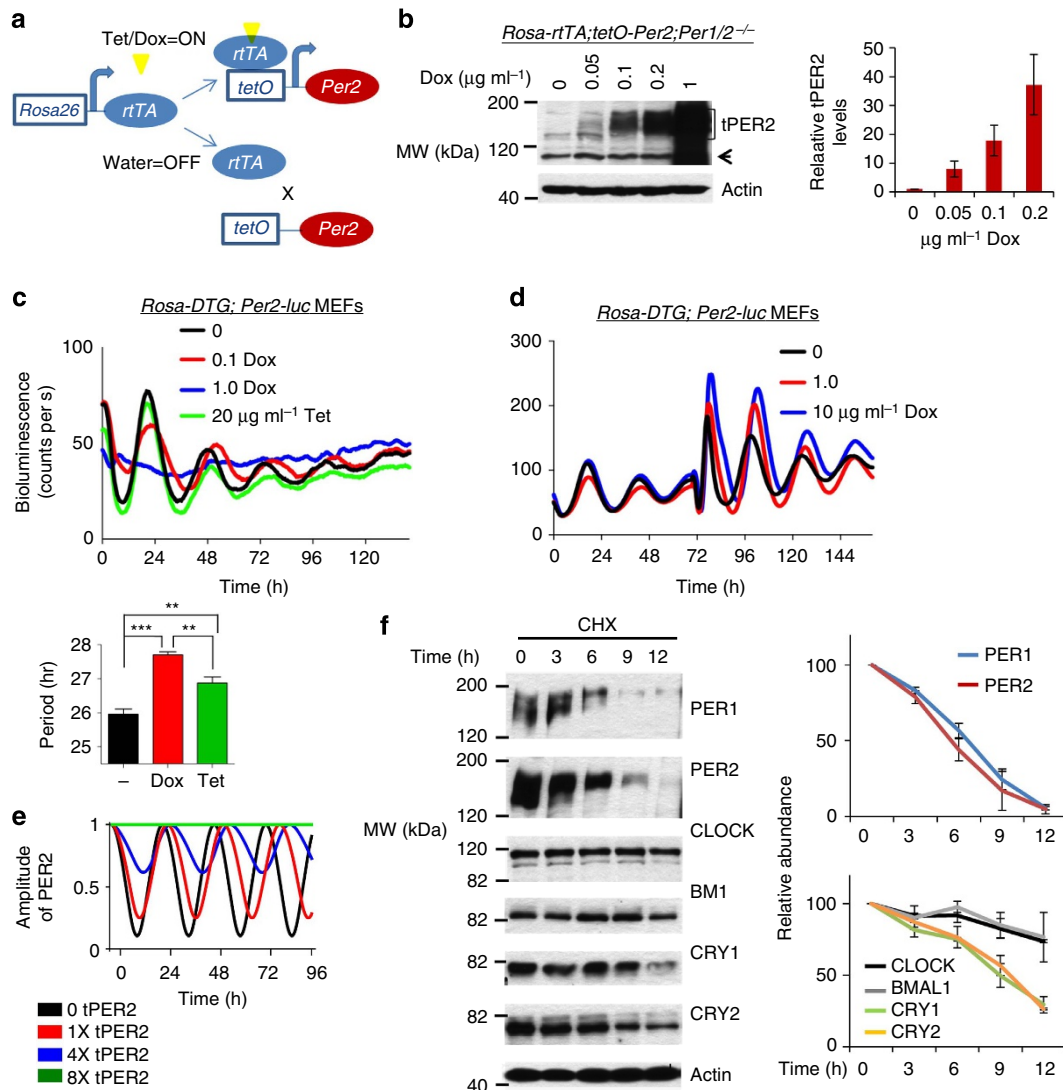 a
Tet/Dox=ON
rtTA
Rosa26
rtTA
tetO
Per2
Water=OFF
rtTA
X
tetO
Per2
b
Rosa-rtTA;tetO-Per2;Per1/2−/−
Dox (μg ml−1)
0 0.05 0.1 0.2 1
200
tPER2
MW (kDa)
120
40
Actin
Relaative tPER2
levels
50
40
30
20
10
0
0 0.05 0.1 0.2
μg ml−1 Dox
c
Rosa-DTG; Per2-luc MEFs
0
0.1 Dox
1.0 Dox
20 μg ml−1 Tet
Bioluminescence
(counts per s)
100
50
0
0 24 48 72 96 120
Time (h)
**
*** **
Period (hr)
28
27
26
25
– Dox Tet
d
Rosa-DTG; Per2-luc MEFs
0
1.0
10 μg ml−1 Dox
300
200
100
0
0 24 48 72 96 120 144
Time (h)
e
Amplitude
of PER2
1
0.5
0
0 24 48 72 96
Time (h)
0 tPER2
1X tPER2
4X tPER2
8X tPER2
f
CHX
Time (h) 0 3 6 9 12
200
PER1
120
200
PER2
120
MW (kDa)
CLOCK
120
82
BM1
82
CRY1
82
CRY2
82
Actin
40
Relative abundance
100
50
0
PER1
PER2
0 3 6 9 12
100
50
0
CLOCK
BMAL1
CRY1
CRY2
Time (h) 0 3 6 9 12